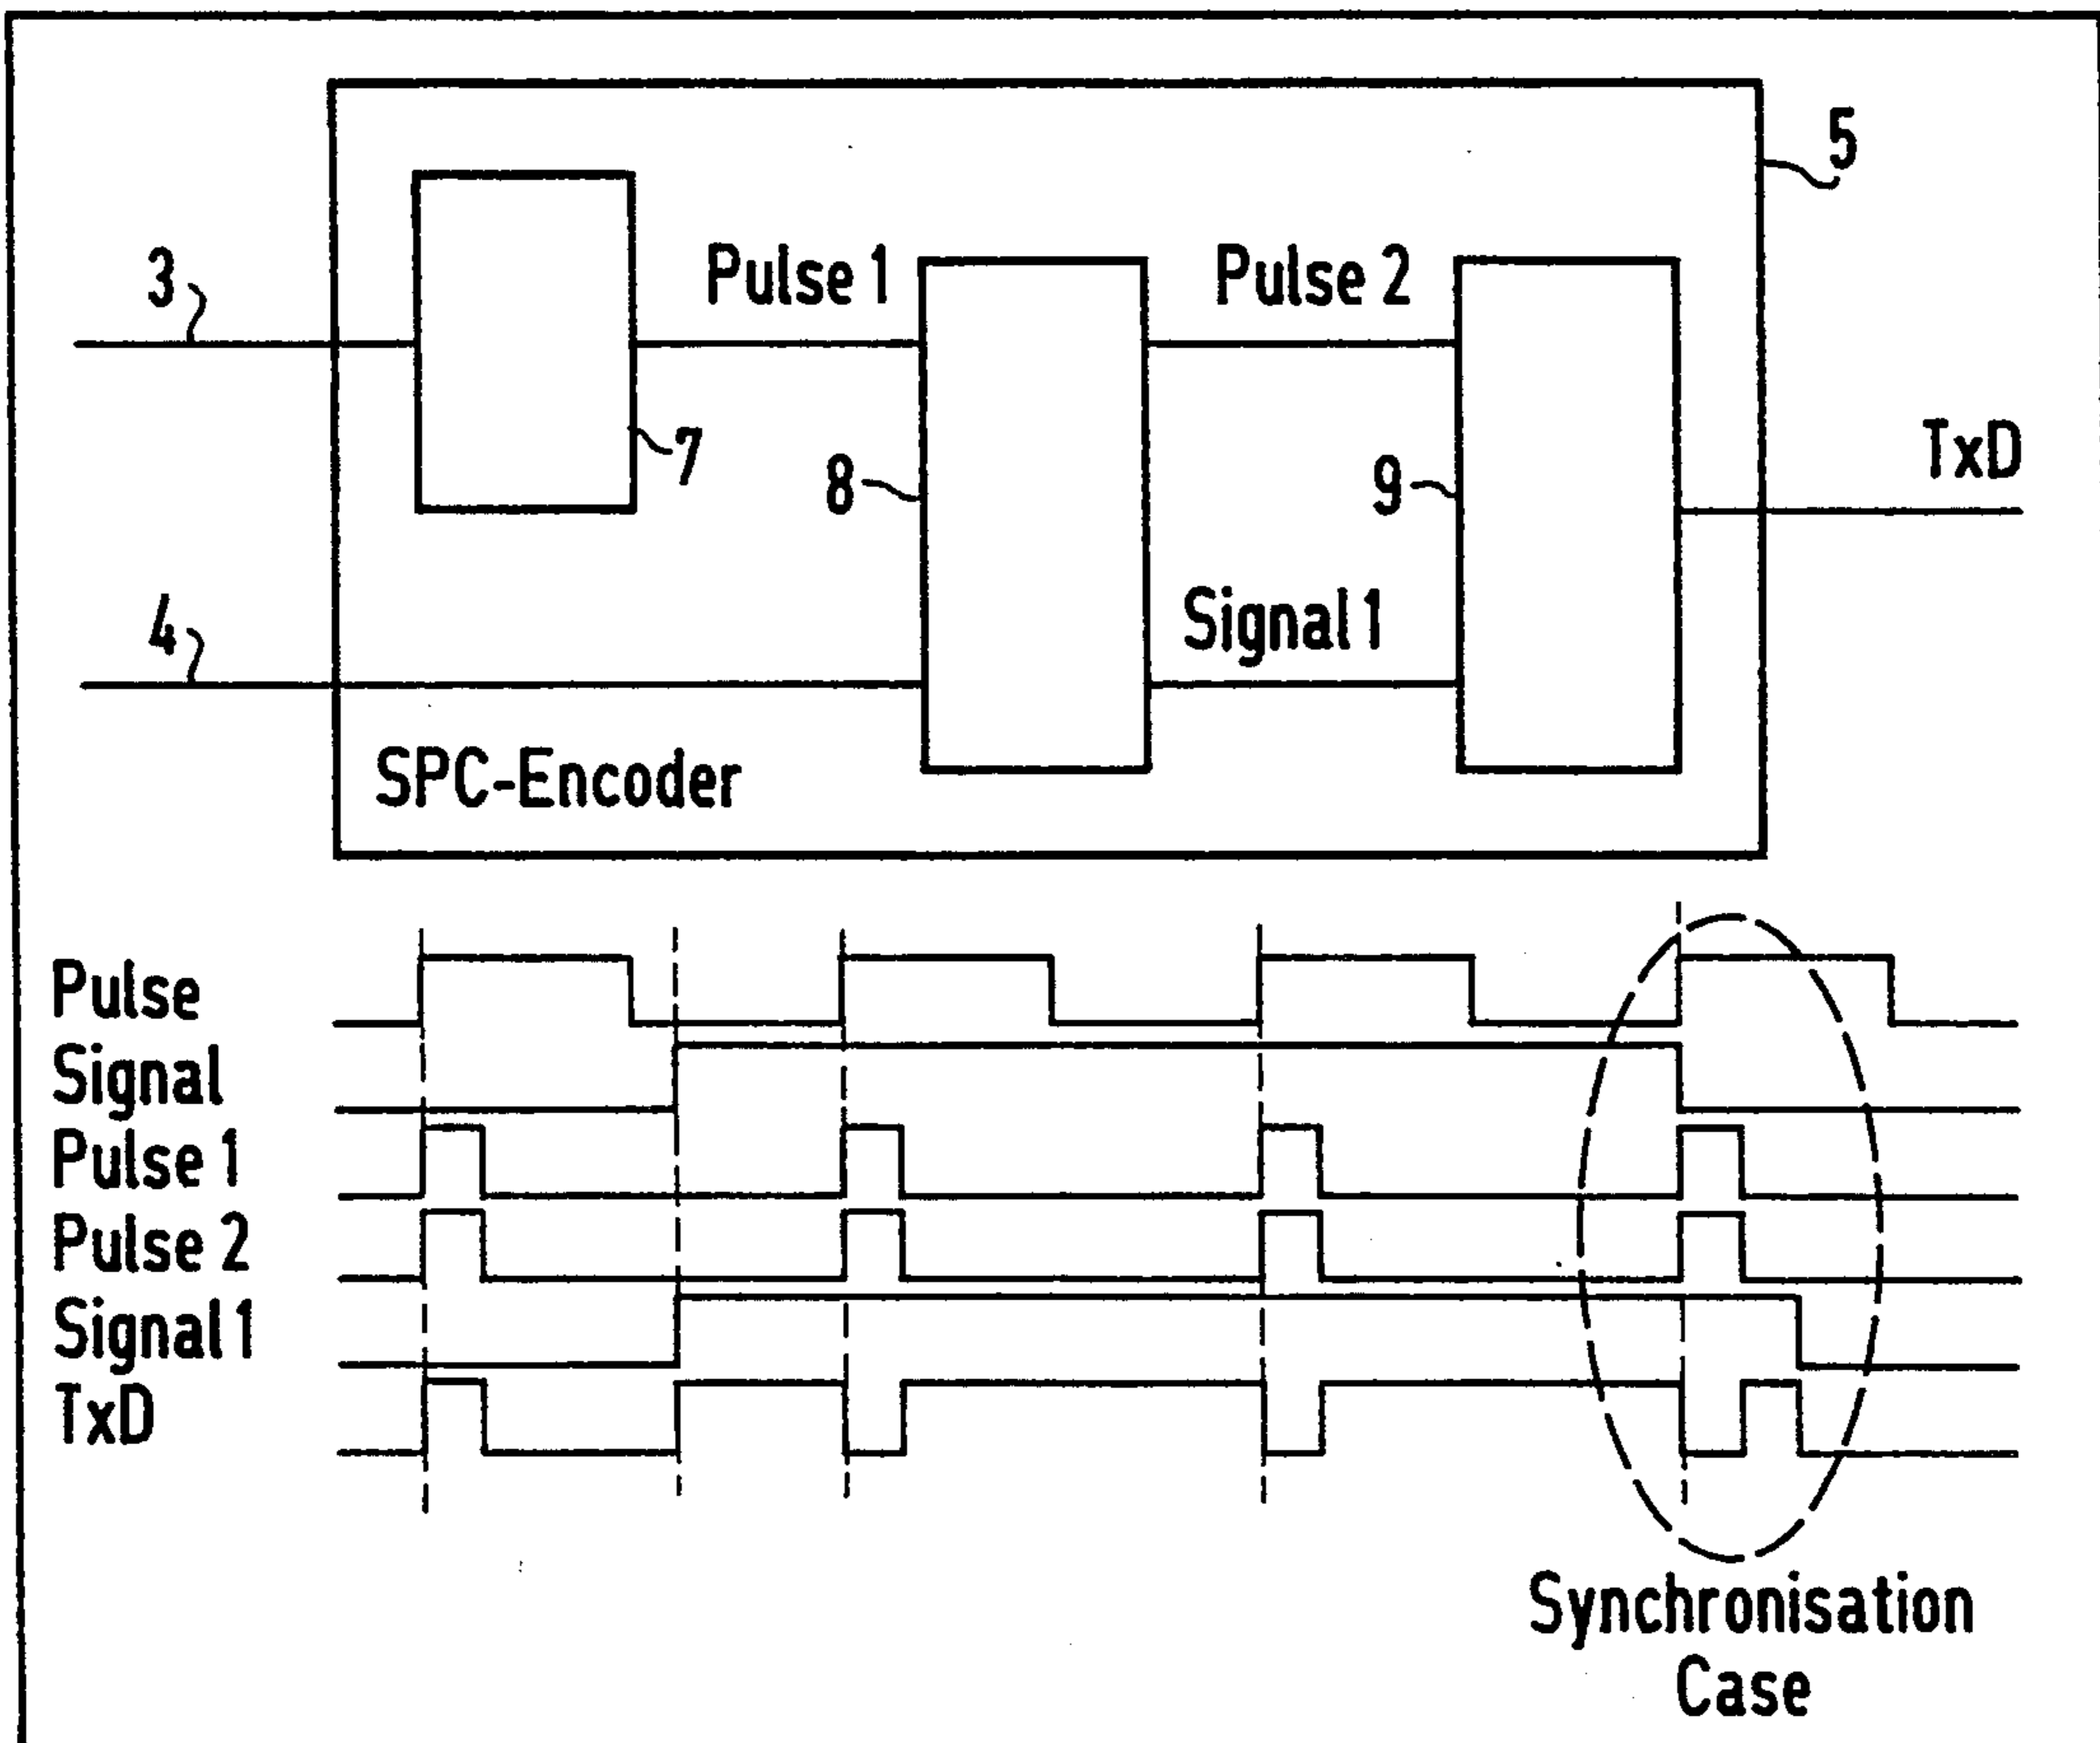 5
3
Pulse 1
Pulse 2
7
8
9
TxD
4
Signal 1
SPC-Encoder
Pulse
Signal
Pulse 1
Pulse 2
Signal 1
TxD
Synchronisation
Case